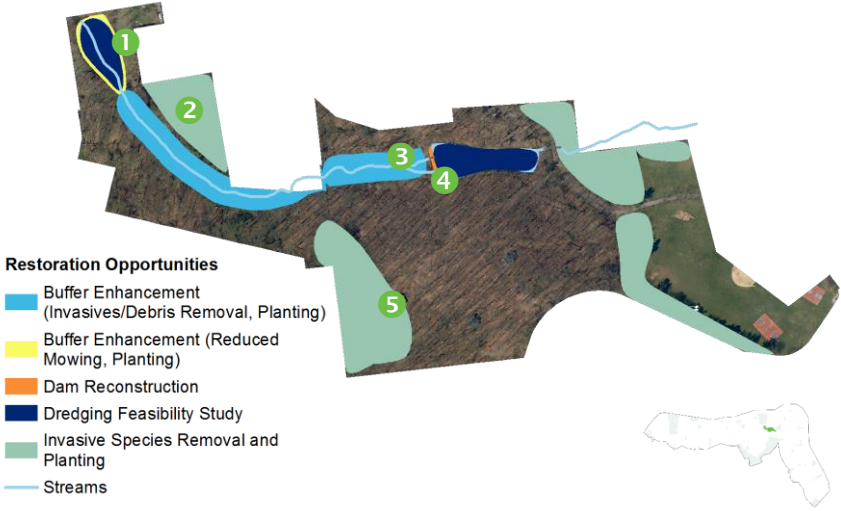 1
2
3
4
5
Restoration Opportunities
Buffer Enhancement
(Invasives/Debris Removal, Planting)
Buffer Enhancement (Reduced
Mowing, Planting)
Dam Reconstruction
Dredging Feasibility Study
Invasive Species Removal and
Planting
Streams